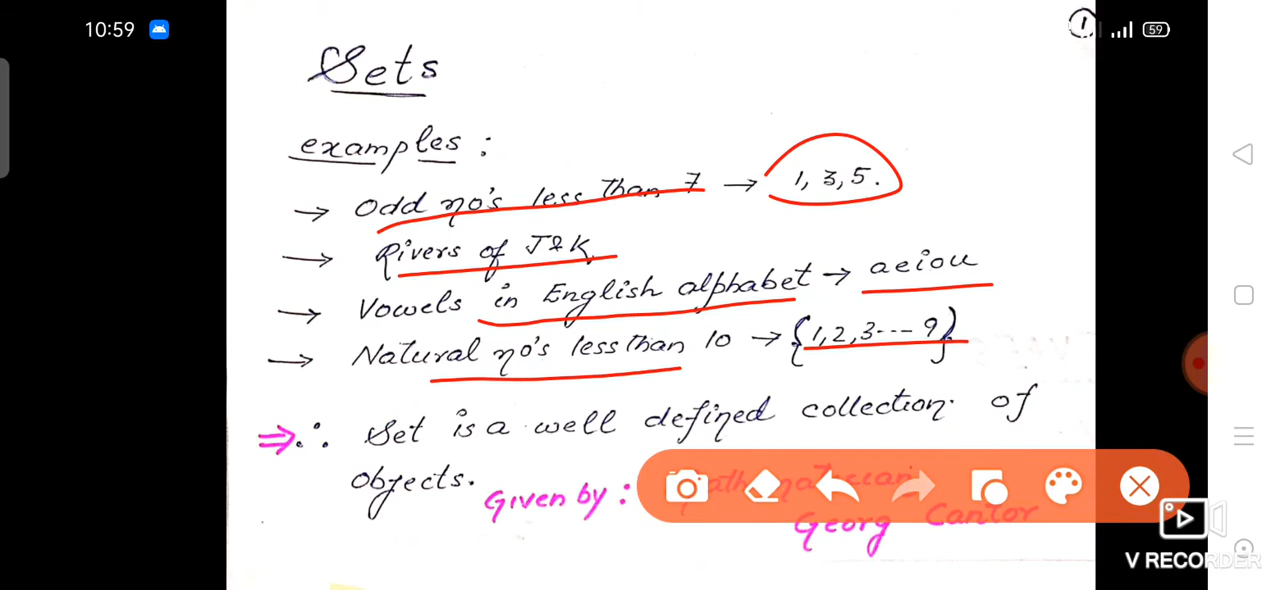 10:59
59
1
Sets
examples :
→ Odd no's less than 7 → 1, 3, 5.
→ Rivers of J&K
→ Vowels in English alphabet → aeiou
→ Natural no's less than 10 → {1, 2, 3 --- 9}
⇒ ∴ Set is a well defined collection of
objects. Given by :
Georg Cantor
V RECORDER